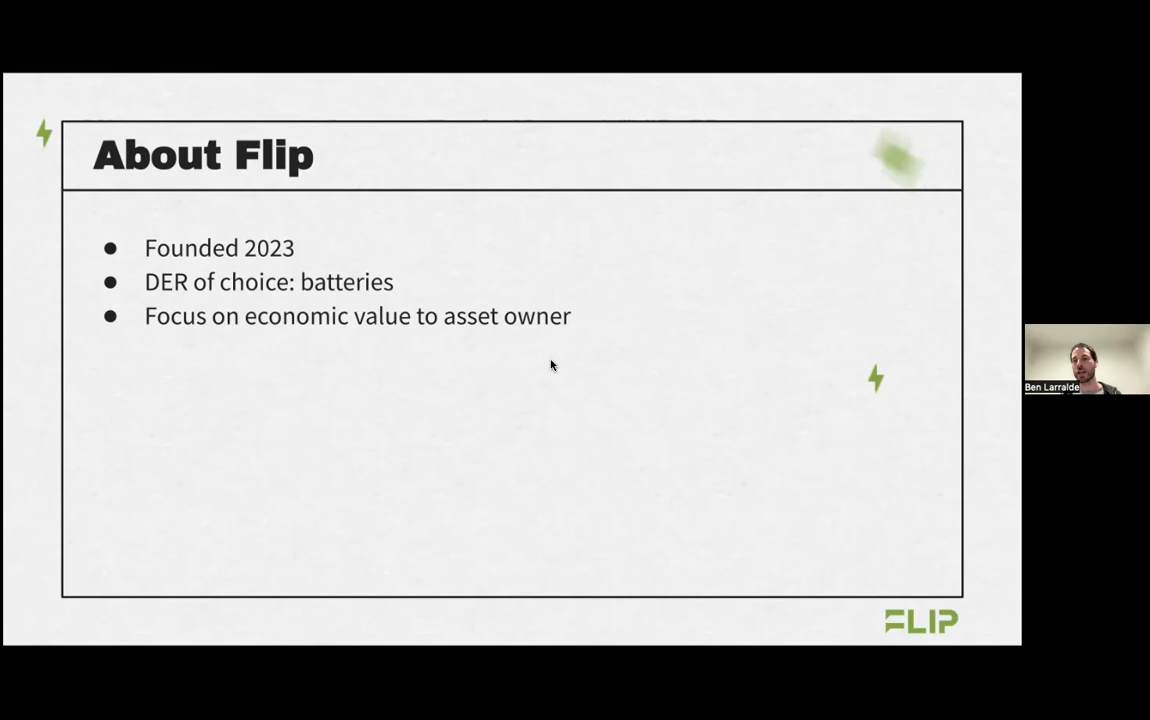 About Flip
● Founded 2023
● DER of choice: batteries
● Focus on economic value to asset owner
Ben Larralde
FLIP